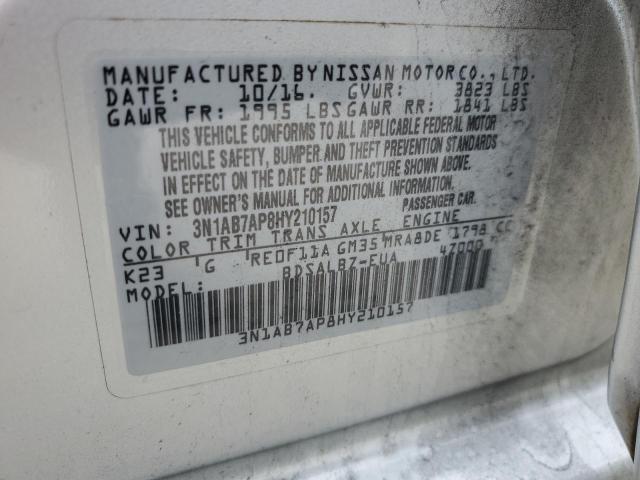 MANUFACTURED BY NISSAN MOTOR CO., LTD.
DATE: 10/16. GVWR: 3823 LBS
GAWR FR: 1995 LBS GAWR RR: 1841 LBS
THIS VEHICLE CONFORMS TO ALL APPLICABLE FEDERAL MOTOR
VEHICLE SAFETY, BUMPER AND THEFT PREVENTION STANDARDS
IN EFFECT ON THE DATE OF MANUFACTURE SHOWN ABOVE.
SEE OWNER'S MANUAL FOR ADDITIONAL INFORMATION.
VIN: 3N1AB7AP8HY210157 PASSENGER CAR.
COLOR TRIM TRANS AXLE ENGINE
K23 G RE0F11A GM35 MRA8DE 1798 CC
MODEL: BDSALBZ-EUA 47000
3N1AB7AP8HY210157